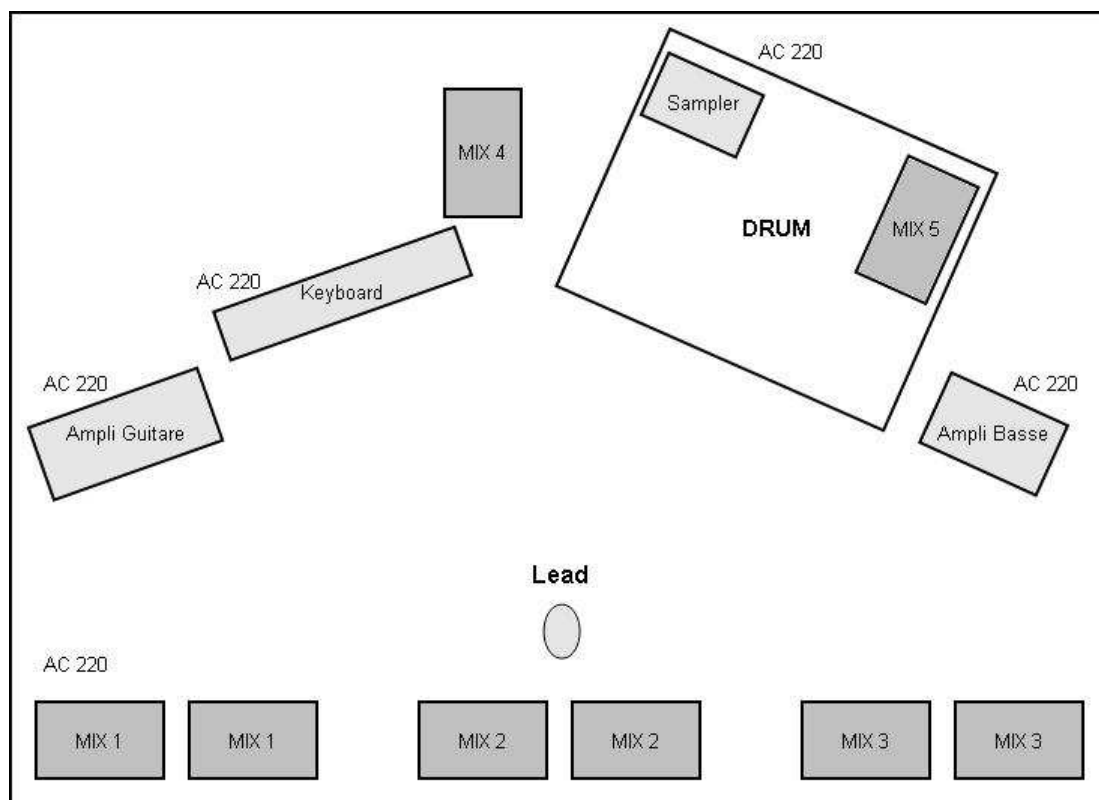 AC 220
Sampler
MIX 4
DRUM
MIX 5
AC 220
Keyboard
AC 220
Ampli Guitare
AC 220
Ampli Basse
Lead
AC 220
MIX 1
MIX 1
MIX 2
MIX 2
MIX 3
MIX 3